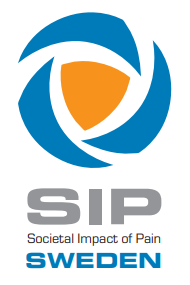 SIP
Societal Impact of Pain
SWEDEN